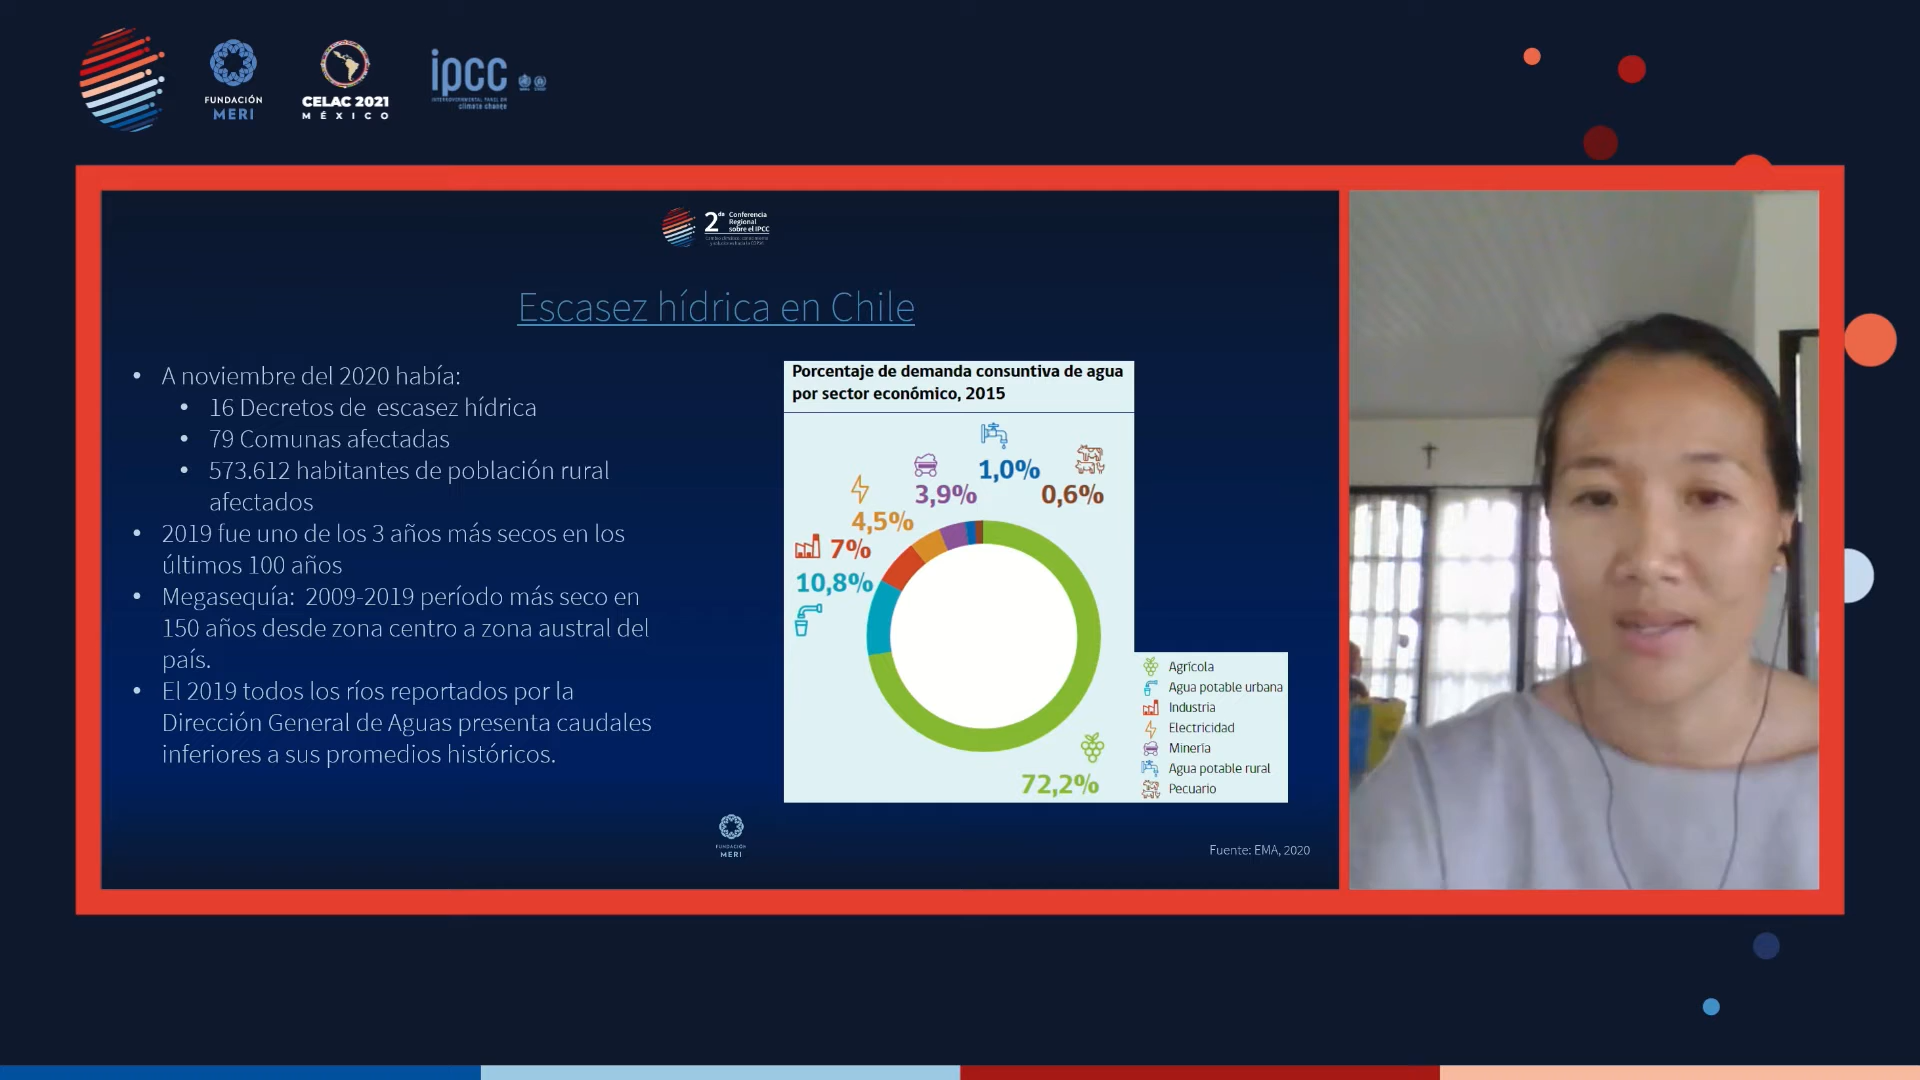 FUNDACIÓN
MERI
CELAC 2021
MÉXICO
ipcc
INTERGOVERNMENTAL PANEL ON
climate change
2da Conferencia
Regional
sobre el IPCC
Escasez hídrica en Chile
• A noviembre del 2020 había:
• 16 Decretos de escasez hídrica
• 79 Comunas afectadas
• 573.612 habitantes de población rural
afectados
• 2019 fue uno de los 3 años más secos en los
últimos 100 años
• Megasequía: 2009-2019 período más seco en
150 años desde zona centro a zona austral del
país.
• El 2019 todos los ríos reportados por la
Dirección General de Aguas presenta caudales
inferiores a sus promedios históricos.
Porcentaje de demanda consuntiva de agua
por sector económico, 2015
1,0%
3,9%
0,6%
4,5%
7%
10,8%
72,2%
Agrícola
Agua potable urbana
Industria
Electricidad
Minería
Agua potable rural
Pecuario
FUNDACIÓN
MERI
Fuente: EMA, 2020